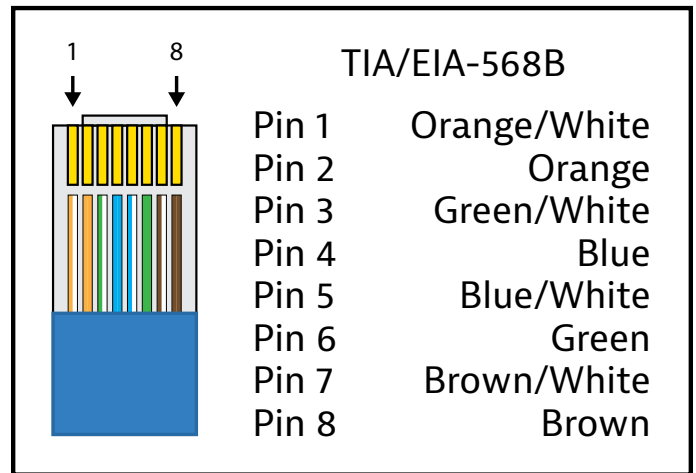 1 8
TIA/EIA-568B
Pin 1 Orange/White
Pin 2 Orange
Pin 3 Green/White
Pin 4 Blue
Pin 5 Blue/White
Pin 6 Green
Pin 7 Brown/White
Pin 8 Brown